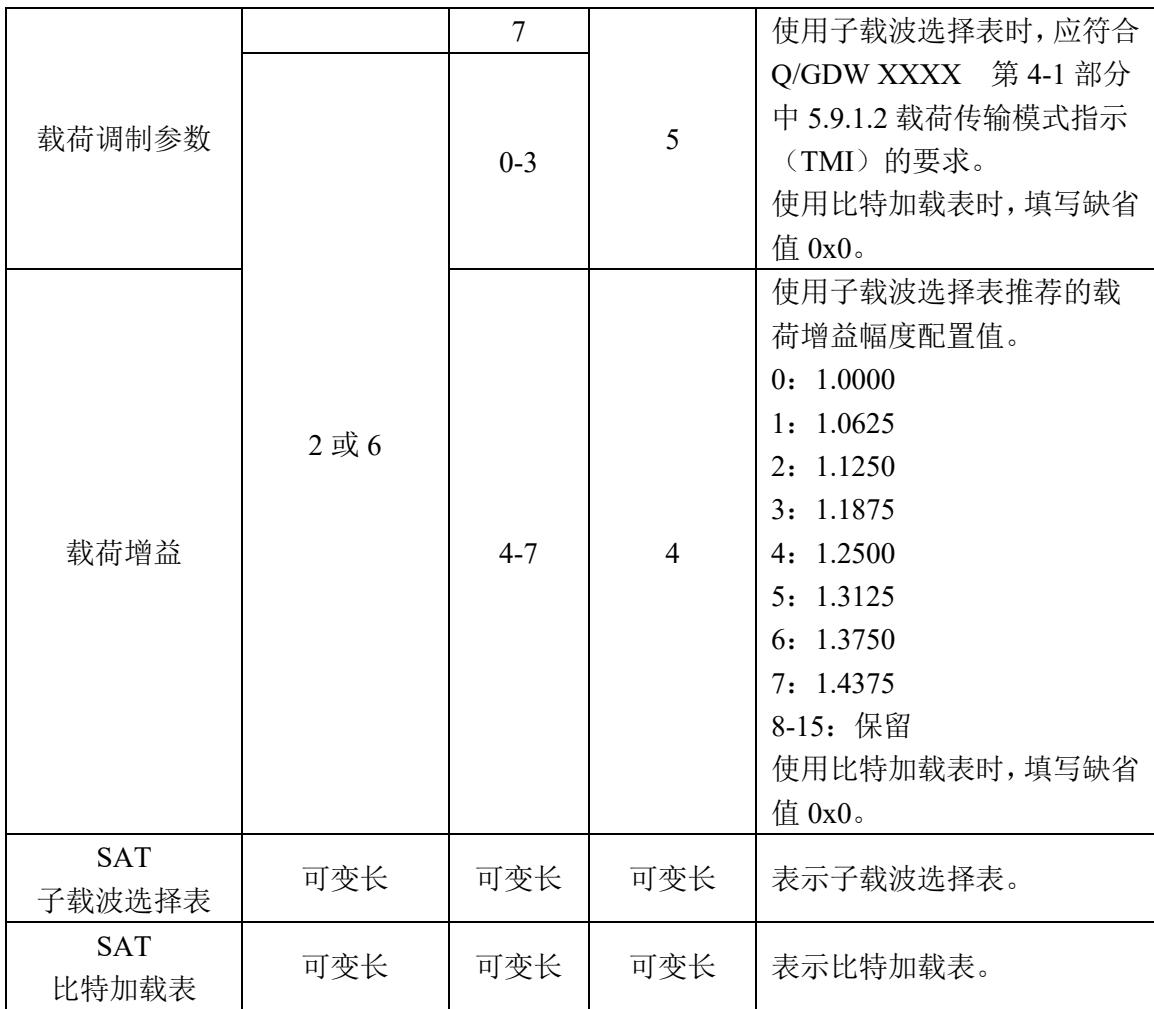 载荷调制参数
7
0-3
5
使用子载波选择表时，应符合
Q/GDW XXXX 第 4-1 部分
中 5.9.1.2 载荷传输模式指示
（TMI）的要求。
使用比特加载表时，填写缺省
值 0x0。
载荷增益
2 或 6
4-7
4
使用子载波选择表推荐的载
荷增益幅度配置值。
0：1.0000
1：1.0625
2：1.1250
3：1.1875
4：1.2500
5：1.3125
6：1.3750
7：1.4375
8-15：保留
使用比特加载表时，填写缺省
值 0x0。
SAT
子载波选择表
可变长
可变长
可变长
表示子载波选择表。
SAT
比特加载表
可变长
可变长
可变长
表示比特加载表。